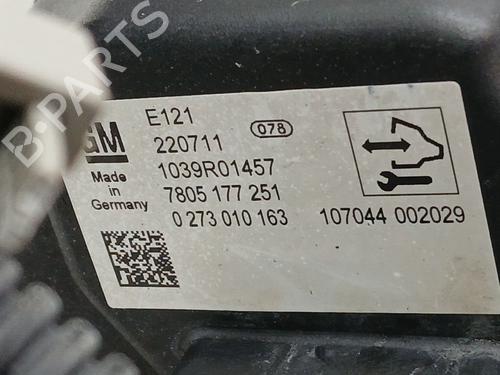 B-PARTS
GM
E121
220711
078
1039R01457
Made
in
Germany
7805 177 251
0 273 010 163
107044 002029